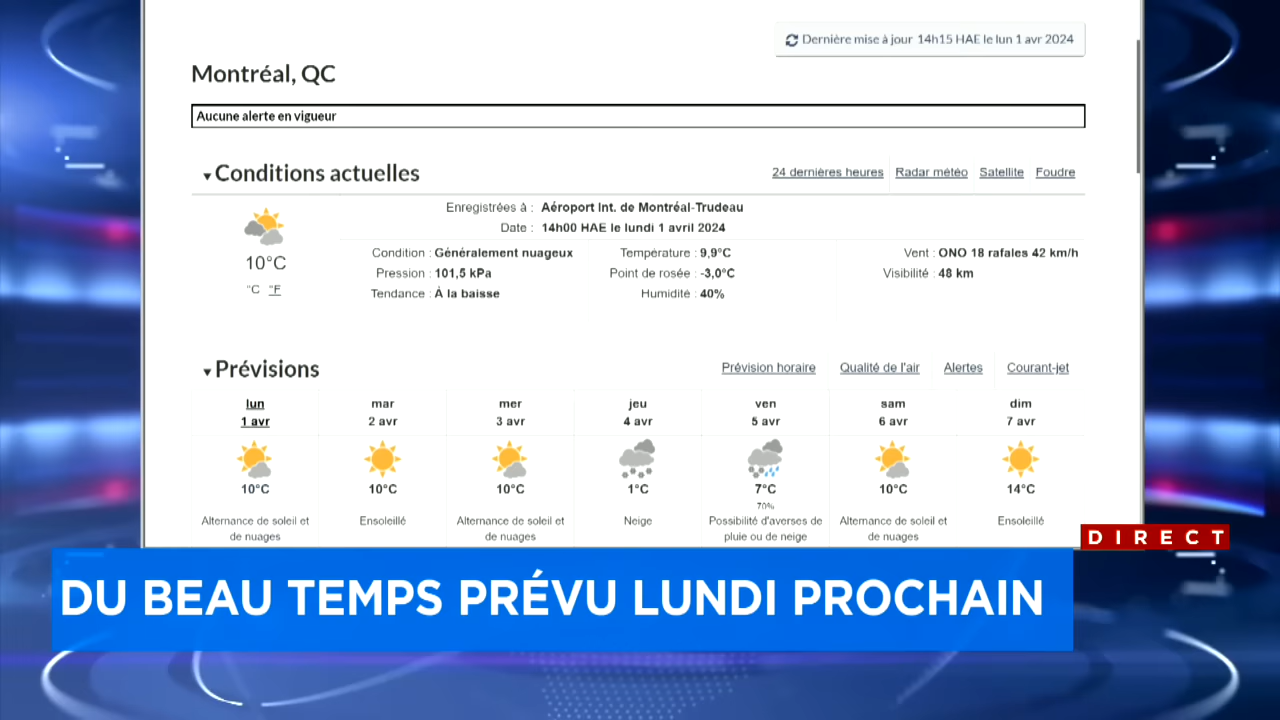 Dernière mise à jour 14h15 HAE le lun 1 avr 2024
Montréal, QC
Aucune alerte en vigueur
Conditions actuelles
24 dernières heures Radar météo Satellite Foudre
Enregistrées à : Aéroport Int. de Montréal-Trudeau
Date : 14h00 HAE le lundi 1 avril 2024
10°C
°C °F
Condition : Généralement nuageux
Pression : 101,5 kPa
Tendance : À la baisse
Température : 9,9°C
Point de rosée : -3,0°C
Humidité : 40%
Vent : ONO 18 rafales 42 km/h
Visibilité : 48 km
Prévisions
Prévision horaire Qualité de l'air Alertes Courant-jet
lun mar mer jeu ven sam dim
1 avr 2 avr 3 avr 4 avr 5 avr 6 avr 7 avr
10°C 10°C 10°C 1°C 7°C 10°C 14°C
70%
Alternance de soleil et Ensoleillé Alternance de soleil et Neige Possibilité d'averses de Alternance de soleil et Ensoleillé
de nuages de nuages pluie ou de neige de nuages
DIRECT
DU BEAU TEMPS PRÉVU LUNDI PROCHAIN